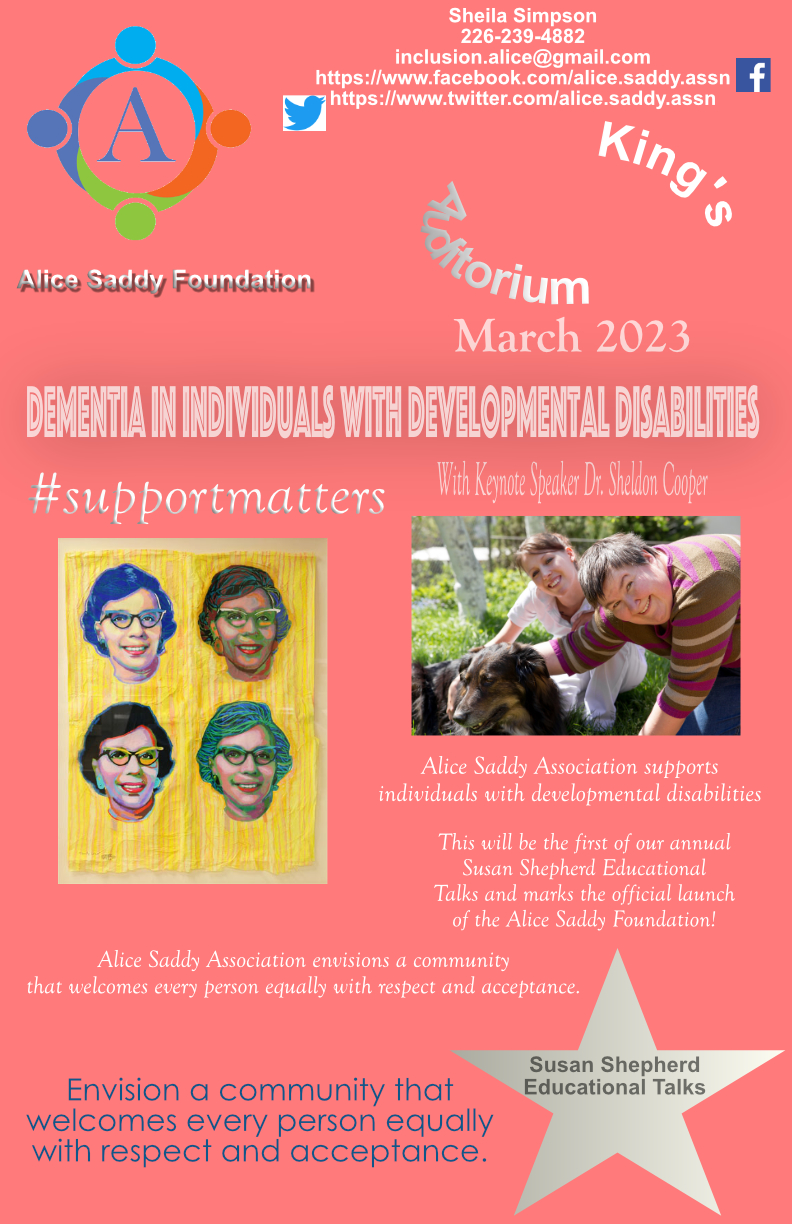 Sheila Simpson
226-239-4882
inclusion.alice@gmail.com
https://www.facebook.com/alice.saddy.assn
https://www.twitter.com/alice.saddy.assn
A
Alice Saddy Foundation
King's
Auditorium
March 2023
DEMENTIA IN INDIVIDUALS WITH DEVELOPMENTAL DISABILITIES
#supportmatters
With Keynote Speaker Dr. Sheldon Cooper
Alice Saddy Association supports
individuals with developmental disabilities
This will be the first of our annual
Susan Shepherd Educational
Talks and marks the official launch
of the Alice Saddy Foundation!
Alice Saddy Association envisions a community
that welcomes every person equally with respect and acceptance.
Susan Shepherd
Educational Talks
Envision a community that
welcomes every person equally
with respect and acceptance.